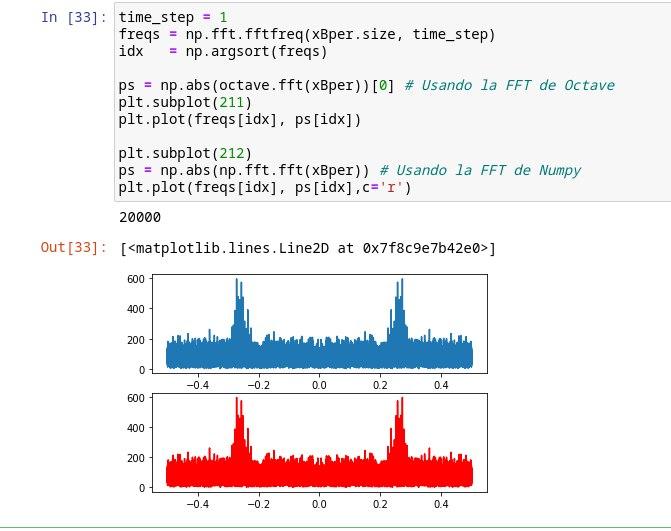 In [33]: time_step = 1
freqs = np.fft.fftfreq(xBper.size, time_step)
idx   = np.argsort(freqs)
ps = np.abs(octave.fft(xBper))[0] # Usando la FFT de Octave
plt.subplot(211)
plt.plot(freqs[idx], ps[idx])
plt.subplot(212)
ps = np.abs(np.fft.fft(xBper)) # Usando la FFT de Numpy
plt.plot(freqs[idx], ps[idx],c='r')
20000
Out[33]: [<matplotlib.lines.Line2D at 0x7f8c9e7b42e0>]
600
400
200
0
−0.4 −0.2 0.0 0.2 0.4
600
400
200
0
−0.4 −0.2 0.0 0.2 0.4